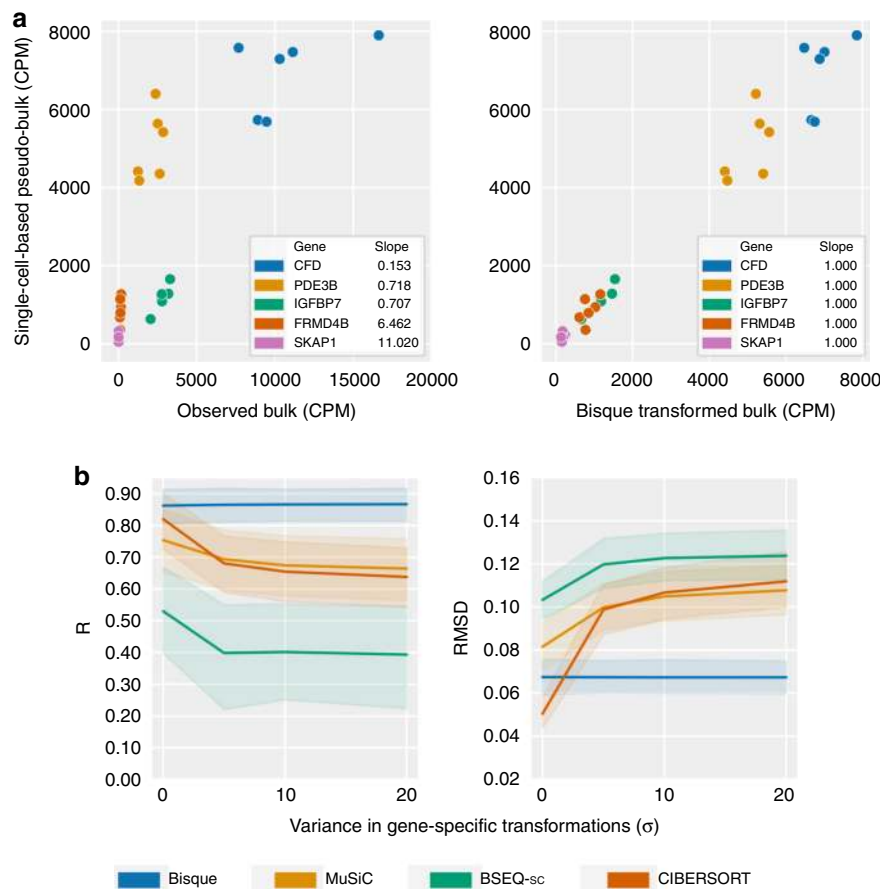 a
Single-cell-based pseudo-bulk (CPM)
8000
6000
4000
2000
0
0 5000 10000 15000 20000
Observed bulk (CPM)
Gene Slope
CFD 0.153
PDE3B 0.718
IGFBP7 0.707
FRMD4B 6.462
SKAP1 11.020
8000
6000
4000
2000
0
0 2000 4000 6000 8000
Bisque transformed bulk (CPM)
Gene Slope
CFD 1.000
PDE3B 1.000
IGFBP7 1.000
FRMD4B 1.000
SKAP1 1.000
b
R
0.90
0.80
0.70
0.60
0.50
0.40
0.30
0.20
0.10
0.00
0 10 20
RMSD
0.16
0.14
0.12
0.10
0.08
0.06
0.04
0.02
0 10 20
Variance in gene-specific transformations (σ)
Bisque MuSiC BSEQ-sc CIBERSORT